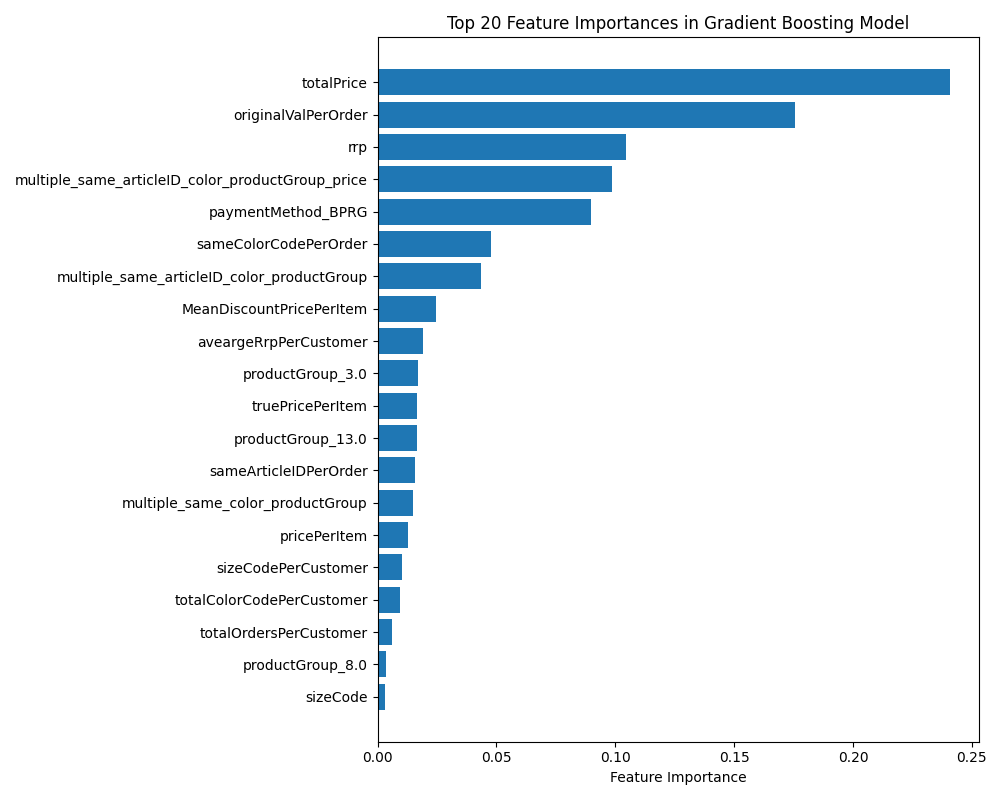 Top 20 Feature Importances in Gradient Boosting Model
totalPrice
originalValPerOrder
rrp
multiple_same_articleID_color_productGroup_price
paymentMethod_BPRG
sameColorCodePerOrder
multiple_same_articleID_color_productGroup
MeanDiscountPricePerItem
aveargeRrpPerCustomer
productGroup_3.0
truePricePerItem
productGroup_13.0
sameArticleIDPerOrder
multiple_same_color_productGroup
pricePerItem
sizeCodePerCustomer
totalColorCodePerCustomer
totalOrdersPerCustomer
productGroup_8.0
sizeCode
0.00 0.05 0.10 0.15 0.20 0.25
Feature Importance